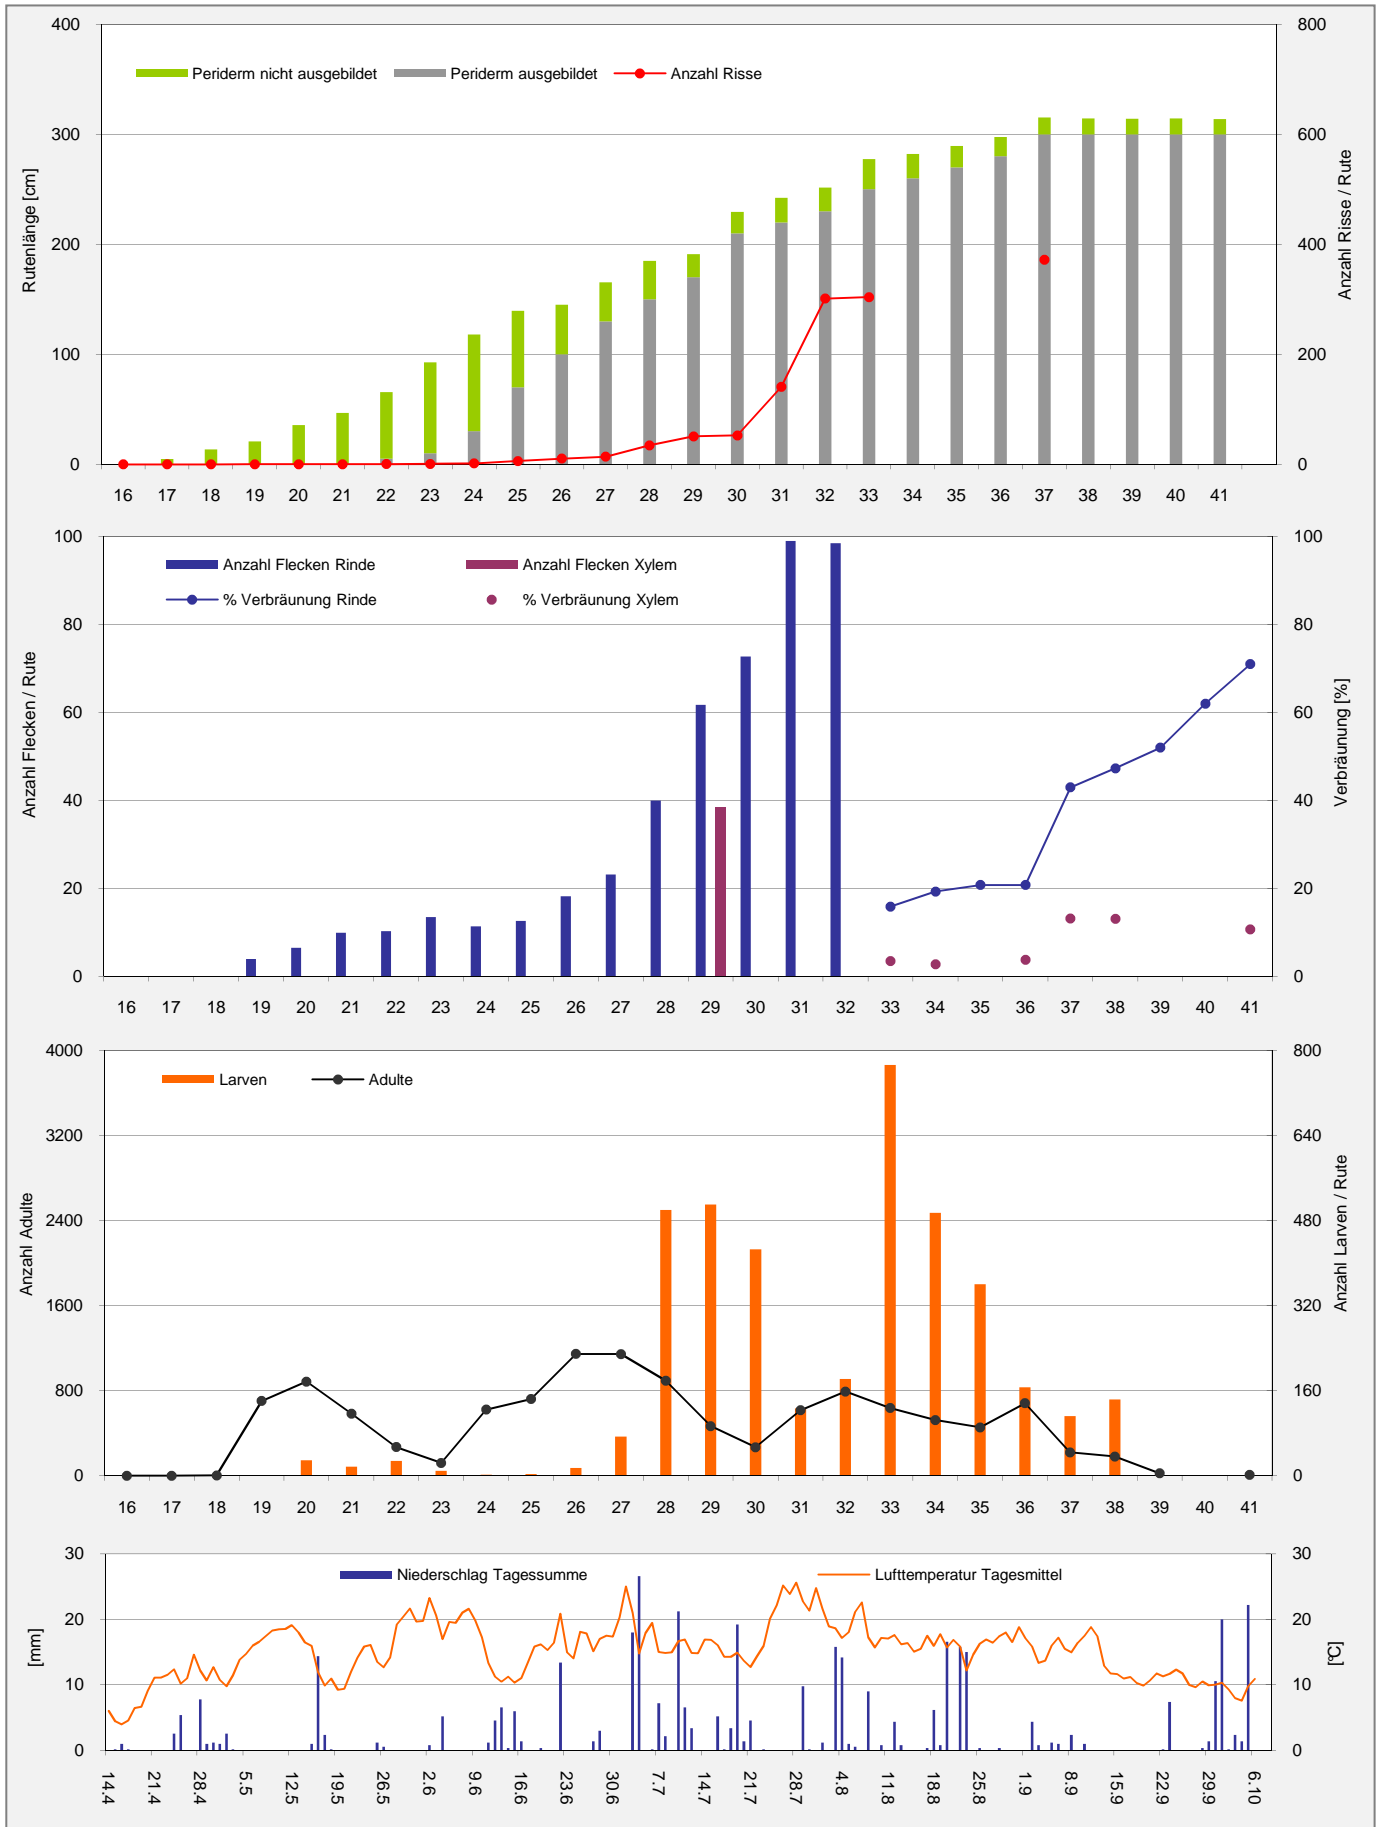 400 800
Periderm nicht ausgebildet Periderm ausgebildet Anzahl Risse
300 600
Rutenlänge [cm]
Anzahl Risse / Rute
200 400
100 200
0 0
16 17 18 19 20 21 22 23 24 25 26 27 28 29 30 31 32 33 34 35 36 37 38 39 40 41
100 100
Anzahl Flecken Rinde Anzahl Flecken Xylem
% Verbräunung Rinde % Verbräunung Xylem
80 80
Anzahl Flecken / Rute
Verbräunung [%]
60 60
40 40
20 20
0 0
16 17 18 19 20 21 22 23 24 25 26 27 28 29 30 31 32 33 34 35 36 37 38 39 40 41
4000 800
Larven Adulte
3200 640
Anzahl Adulte
Anzahl Larven / Rute
2400 480
1600 320
800 160
0 0
16 17 18 19 20 21 22 23 24 25 26 27 28 29 30 31 32 33 34 35 36 37 38 39 40 41
30 30
Niederschlag Tagessumme Lufttemperatur Tagesmittel
20 20
[mm]
[°C]
10 10
0 0
14.4 21.4 28.4 5.5 12.5 19.5 26.5 2.6 9.6 16.6 23.6 30.6 7.7 14.7 21.7 28.7 4.8 11.8 18.8 25.8 1.9 8.9 15.9 22.9 29.9 6.10